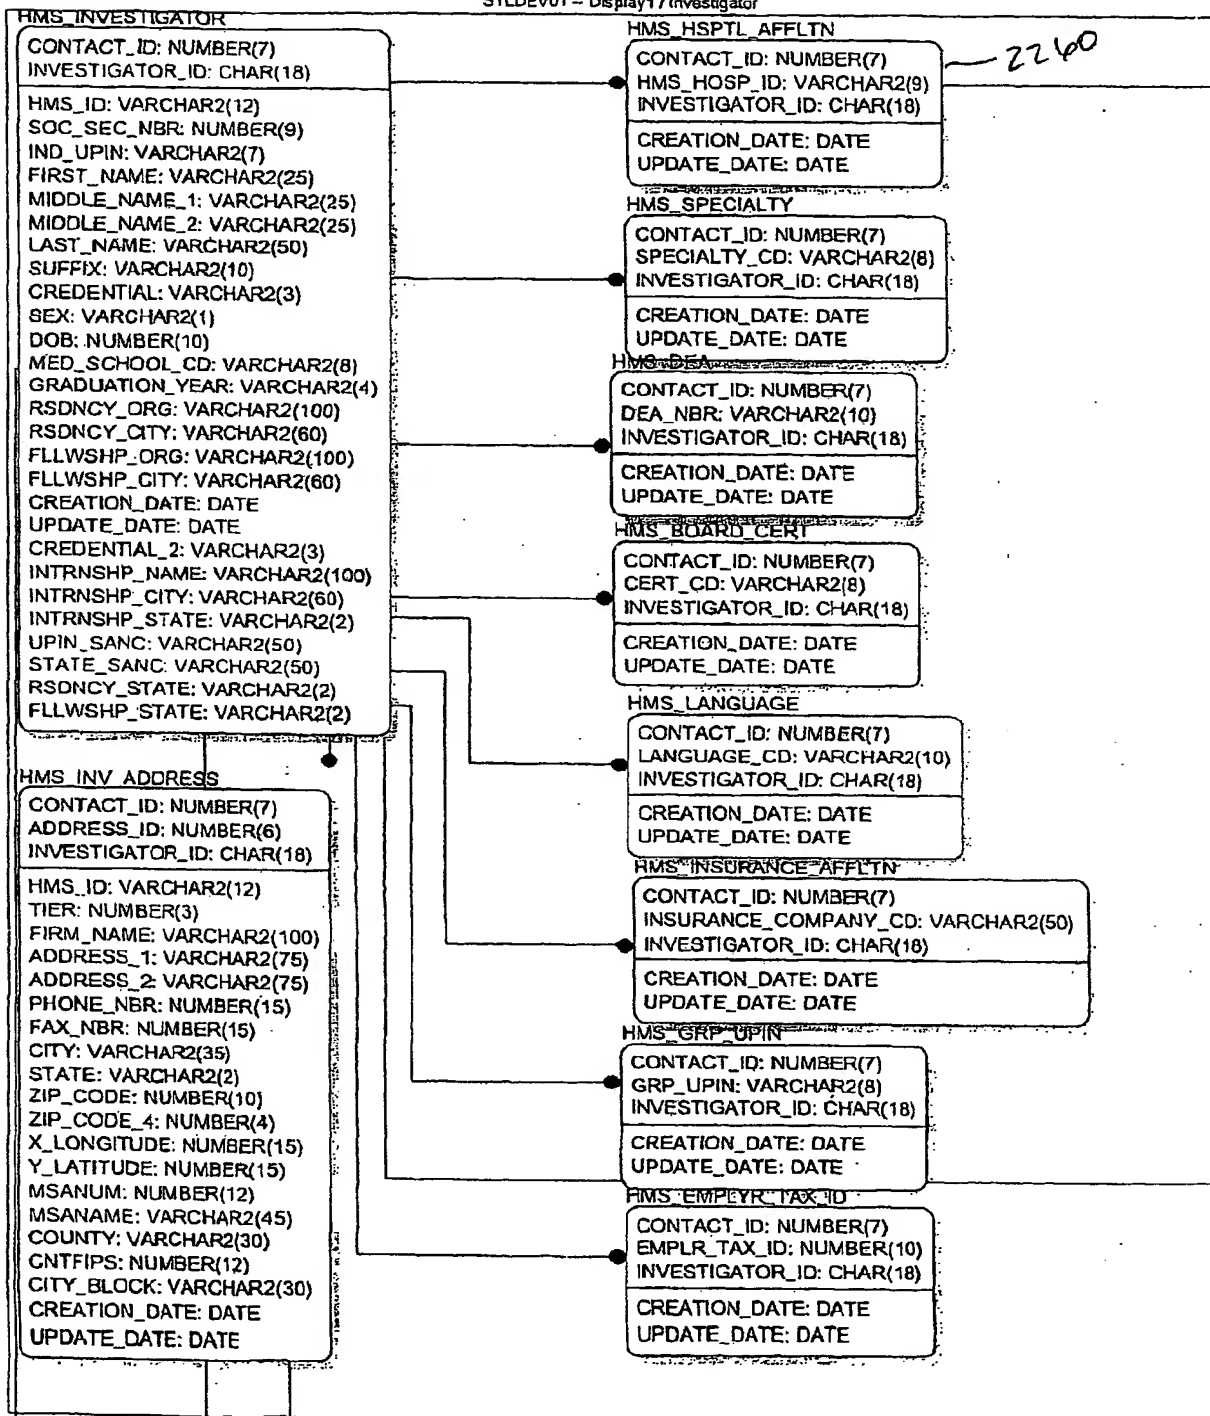 STLDEV01 -- Display17 / Investigator
HMS_INVESTIGATOR
CONTACT_ID: NUMBER(7)
INVESTIGATOR_ID: CHAR(18)
HMS_ID: VARCHAR2(12)
SOC_SEC_NBR: NUMBER(9)
IND_UPIN: VARCHAR2(7)
FIRST_NAME: VARCHAR2(25)
MIDDLE_NAME_1: VARCHAR2(25)
MIDDLE_NAME_2: VARCHAR2(25)
LAST_NAME: VARCHAR2(50)
SUFFIX: VARCHAR2(10)
CREDENTIAL: VARCHAR2(3)
SEX: VARCHAR2(1)
DOB: NUMBER(10)
MED_SCHOOL_CD: VARCHAR2(8)
GRADUATION_YEAR: VARCHAR2(4)
RSDNCY_ORG: VARCHAR2(100)
RSDNCY_CITY: VARCHAR2(60)
FLLWSHP_ORG: VARCHAR2(100)
FLLWSHP_CITY: VARCHAR2(60)
CREATION_DATE: DATE
UPDATE_DATE: DATE
CREDENTIAL_2: VARCHAR2(3)
INTRNSHP_NAME: VARCHAR2(100)
INTRNSHP_CITY: VARCHAR2(60)
INTRNSHP_STATE: VARCHAR2(2)
UPIN_SANC: VARCHAR2(50)
STATE_SANC: VARCHAR2(50)
RSDNCY_STATE: VARCHAR2(2)
FLLWSHP_STATE: VARCHAR2(2)
HMS_INV_ADDRESS
CONTACT_ID: NUMBER(7)
ADDRESS_ID: NUMBER(6)
INVESTIGATOR_ID: CHAR(18)
HMS_ID: VARCHAR2(12)
TIER: NUMBER(3)
FIRM_NAME: VARCHAR2(100)
ADDRESS_1: VARCHAR2(75)
ADDRESS_2: VARCHAR2(75)
PHONE_NBR: NUMBER(15)
FAX_NBR: NUMBER(15)
CITY: VARCHAR2(35)
STATE: VARCHAR2(2)
ZIP_CODE: NUMBER(10)
ZIP_CODE_4: NUMBER(4)
X_LONGITUDE: NUMBER(15)
Y_LATITUDE: NUMBER(15)
MSANUM: NUMBER(12)
MSANAME: VARCHAR2(45)
COUNTY: VARCHAR2(30)
CNTFIPS: NUMBER(12)
CITY_BLOCK: VARCHAR2(30)
CREATION_DATE: DATE
UPDATE_DATE: DATE
HMS_HSPTL_AFFLTN
CONTACT_ID: NUMBER(7)
HMS_HOSP_ID: VARCHAR2(9)
INVESTIGATOR_ID: CHAR(18)
CREATION_DATE: DATE
UPDATE_DATE: DATE
2260
HMS_SPECIALTY
CONTACT_ID: NUMBER(7)
SPECIALTY_CD: VARCHAR2(8)
INVESTIGATOR_ID: CHAR(18)
CREATION_DATE: DATE
UPDATE_DATE: DATE
HMS_DEA
CONTACT_ID: NUMBER(7)
DEA_NBR: VARCHAR2(10)
INVESTIGATOR_ID: CHAR(18)
CREATION_DATE: DATE
UPDATE_DATE: DATE
HMS_BOARD_CERT
CONTACT_ID: NUMBER(7)
CERT_CD: VARCHAR2(8)
INVESTIGATOR_ID: CHAR(18)
CREATION_DATE: DATE
UPDATE_DATE: DATE
HMS_LANGUAGE
CONTACT_ID: NUMBER(7)
LANGUAGE_CD: VARCHAR2(10)
INVESTIGATOR_ID: CHAR(18)
CREATION_DATE: DATE
UPDATE_DATE: DATE
HMS_INSURANCE_AFFLTN
CONTACT_ID: NUMBER(7)
INSURANCE_COMPANY_CD: VARCHAR2(50)
INVESTIGATOR_ID: CHAR(18)
CREATION_DATE: DATE
UPDATE_DATE: DATE
HMS_GRP_UPIN
CONTACT_ID: NUMBER(7)
GRP_UPIN: VARCHAR2(8)
INVESTIGATOR_ID: CHAR(18)
CREATION_DATE: DATE
UPDATE_DATE: DATE
HMS_EMPLYR_TAX_ID
CONTACT_ID: NUMBER(7)
EMPLR_TAX_ID: NUMBER(10)
INVESTIGATOR_ID: CHAR(18)
CREATION_DATE: DATE
UPDATE_DATE: DATE